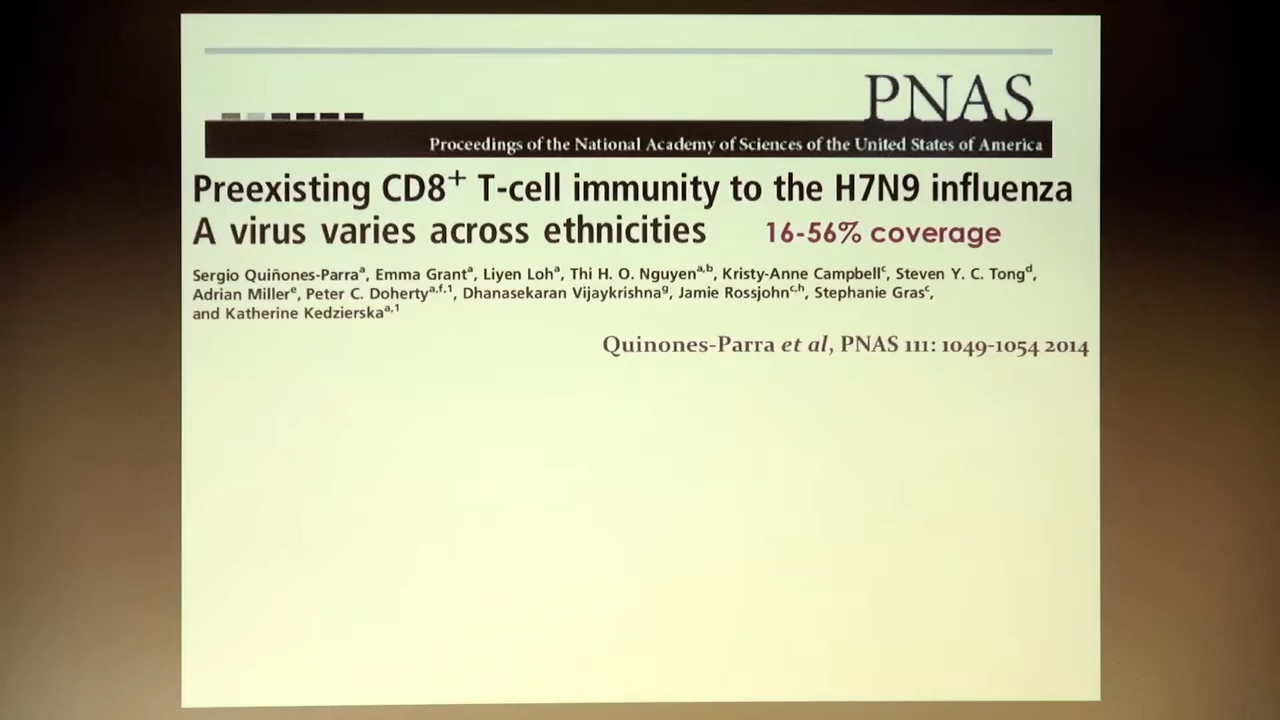 PNAS
Proceedings of the National Academy of Sciences of the United States of America
Preexisting CD8⁺ T-cell immunity to the H7N9 influenza
A virus varies across ethnicities 16-56% coverage
Sergio Quiñones-Parraᵃ, Emma Grantᵃ, Liyen Lohᵃ, Thi H. O. Nguyenᵃ,ᵇ, Kristy-Anne Campbellᶜ, Steven Y. C. Tongᵈ,
Adrian Millerᵉ, Peter C. Dohertyᵃ,ᶠ,¹, Dhanasekaran Vijaykrishnaᵍ, Jamie Rossjohnᶜ,ʰ, Stephanie Grasᶜ,
and Katherine Kedzierskaᵃ,¹
Quinones-Parra et al, PNAS 111: 1049-1054 2014